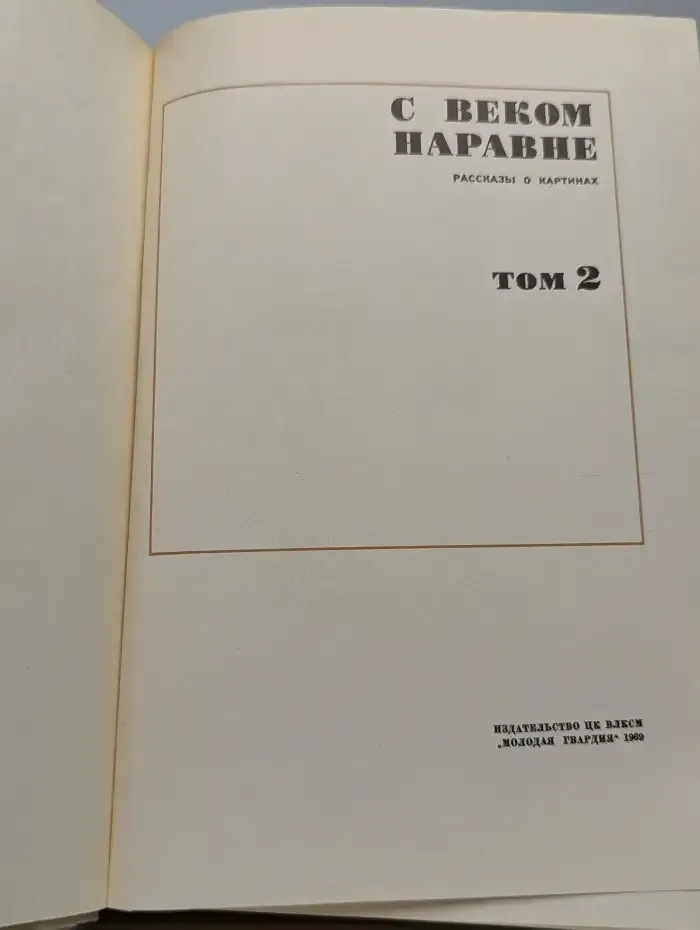 С ВЕКОМ
НАРАВНЕ
РАССКАЗЫ О КАРТИНАХ
ТОМ 2
ИЗДАТЕЛЬСТВО ЦК ВЛКСМ
„МОЛОДАЯ ГВАРДИЯ“ 1969